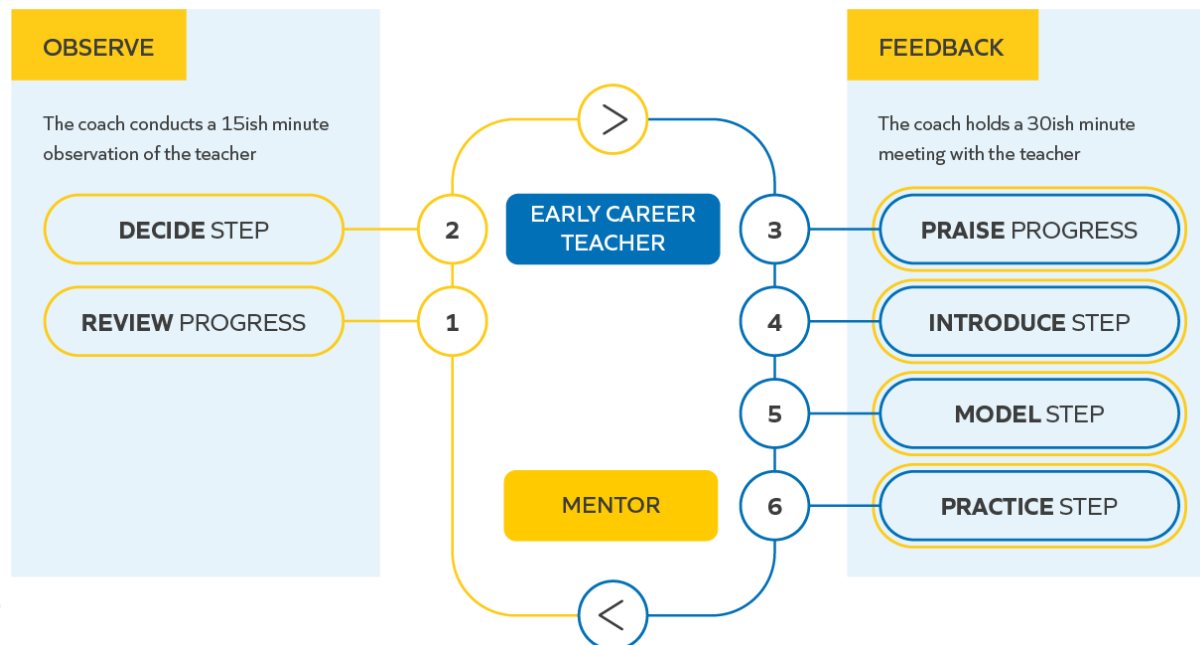 OBSERVE
The coach conducts a 15ish minute
observation of the teacher
DECIDE STEP
REVIEW PROGRESS
2
1
>
EARLY CAREER
TEACHER
MENTOR
<
3
4
5
6
FEEDBACK
The coach holds a 30ish minute
meeting with the teacher
PRAISE PROGRESS
INTRODUCE STEP
MODEL STEP
PRACTICE STEP